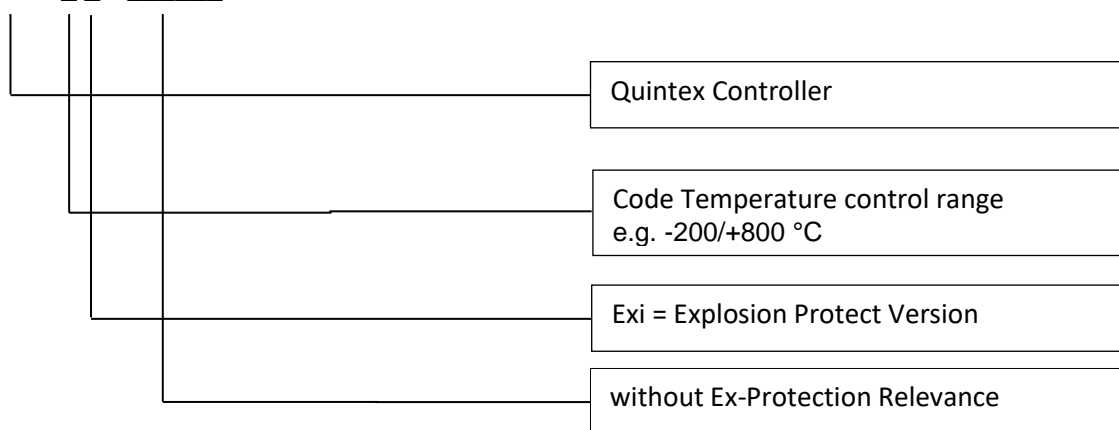 Quintex Controller
Code Temperature control range
e.g. -200/+800 °C
Exi = Explosion Protect Version
without Ex-Protection Relevance